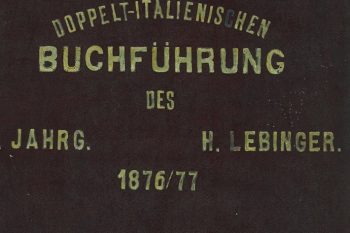 DOPPELT-ITALIENISCHEN
BUCHFÜHRUNG
DES
JAHRG. H. LEBINGER.
1876/77